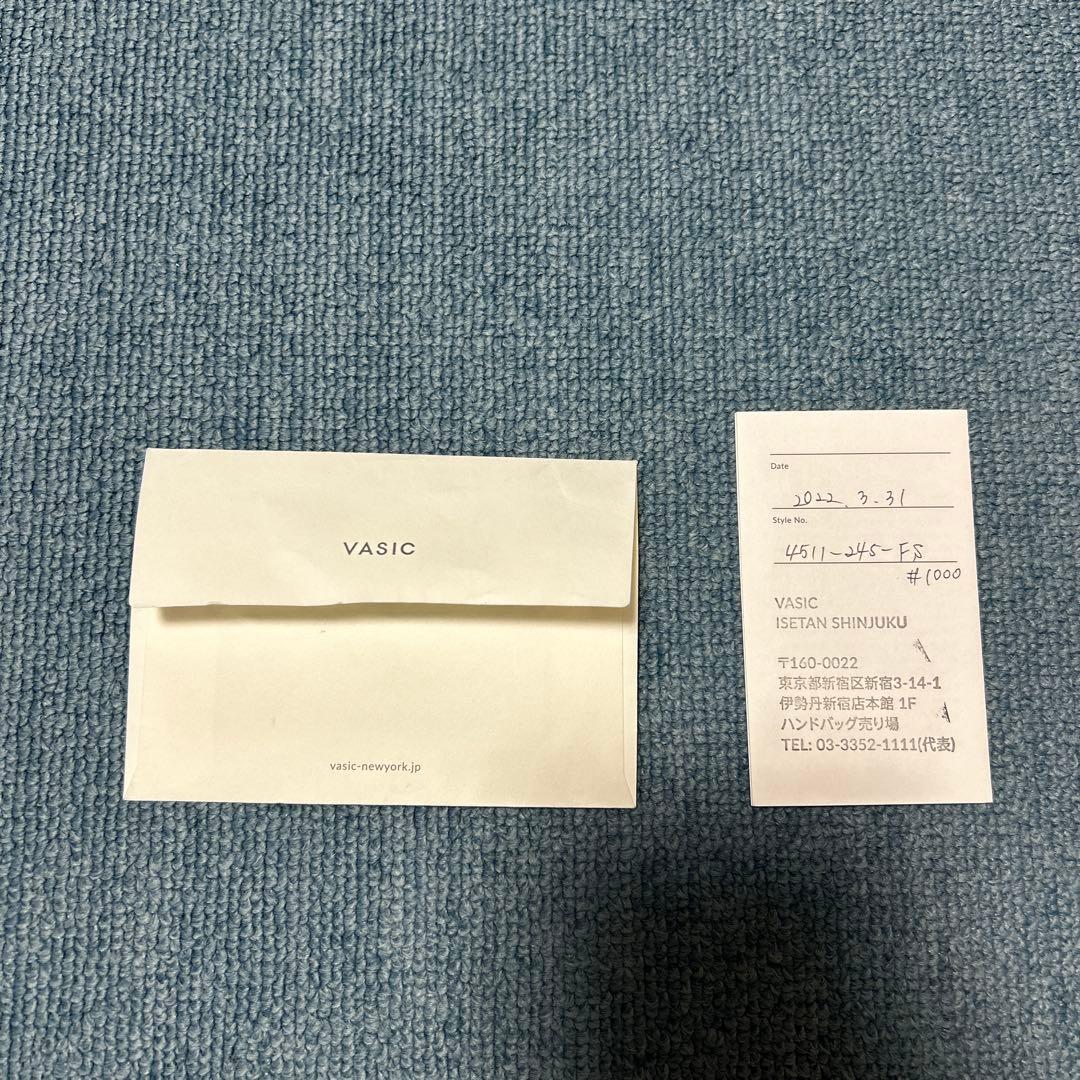 VASIC
vasic-newyork.jp
Date
2022.3.31
Style No.
4511-245-FS
#1000
VASIC
ISETAN SHINJUKU
〒160-0022
東京都新宿区新宿3-14-1
伊勢丹新宿店本館 1F
ハンドバッグ売り場
TEL: 03-3352-1111(代表)